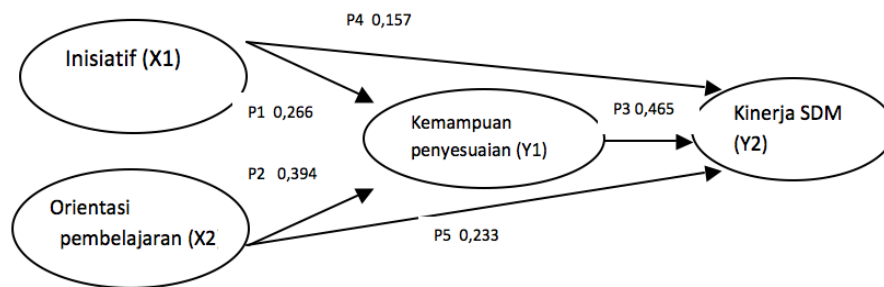 P4 0,157
Inisiatif (X1)
P1 0,266
Kemampuan
penyesuaian (Y1)
P3 0,465
Kinerja SDM
(Y2)
P2 0,394
Orientasi
pembelajaran (X2
P5 0,233